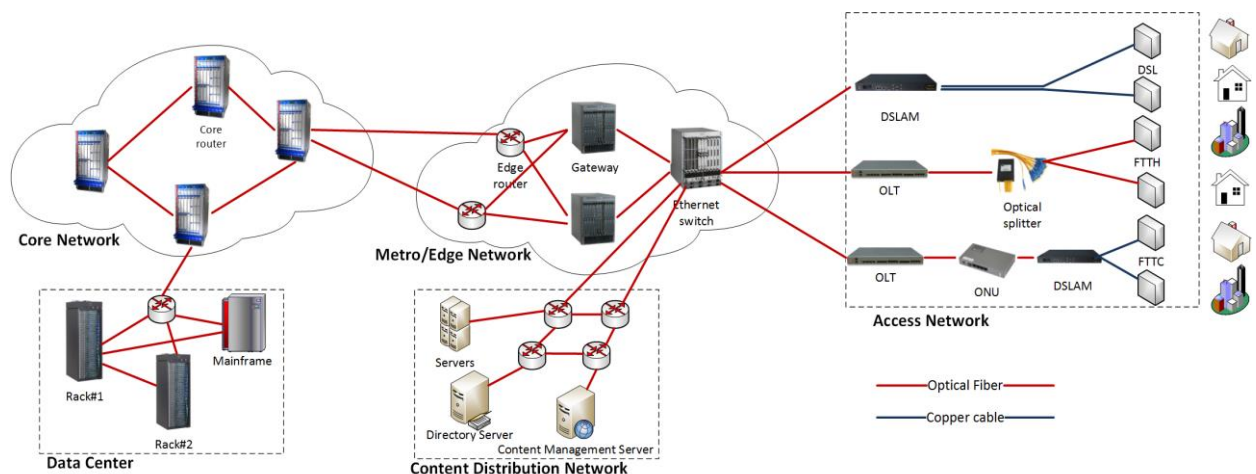 Core
router
Core Network
Edge
router
Gateway
Ethernet
switch
Metro/Edge Network
DSLAM
DSL
OLT
Optical
splitter
FTTH
OLT
ONU
DSLAM
FTTC
Access Network
Rack#1
Rack#2
Mainframe
Data Center
Servers
Directory Server
Content Management Server
Content Distribution Network
Optical Fiber
Copper cable